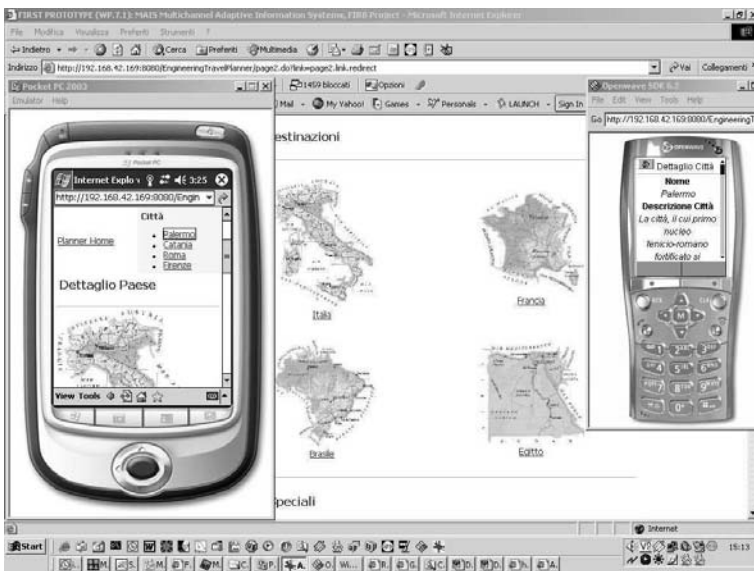 FIRST PROTOTYPE (WP.7.1): MAIS Multichannel Adaptive Information Systems, FIRB Project - Microsoft Internet Explorer
File Modifica Visualizza Preferiti Strumenti ?
Indietro Cerca Preferiti Multimedia
Indirizzo http://192.168.42.169:8080/EngineeringTravelPlanner/page2.do?link=page2.link.redirect Vai Collegamenti
Pocket PC 2003
Emulator Help
1459 bloccati Opzioni
Mail My Yahoo! Games Personals LAUNCH Sign In
Pocket PC
Internet Explo 3:25
http://192.168.42.169:8080/Engin
Città
Planner Home
Palermo
Catania
Roma
Firenze
Dettaglio Paese
View Tools
estinazioni
Italia
Francia
Brasile
Egitto
peciali
Openwave SDK 6.2
File Edit View Tools Help
Go http://192.168.42.169:8080/EngineeringT
OPENWAVE
Dettaglio Città
Nome
Palermo
Descrizione Città
La città, il cui primo
nucleo
fenicio-romano
fortificato si
Internet
Start
15:13